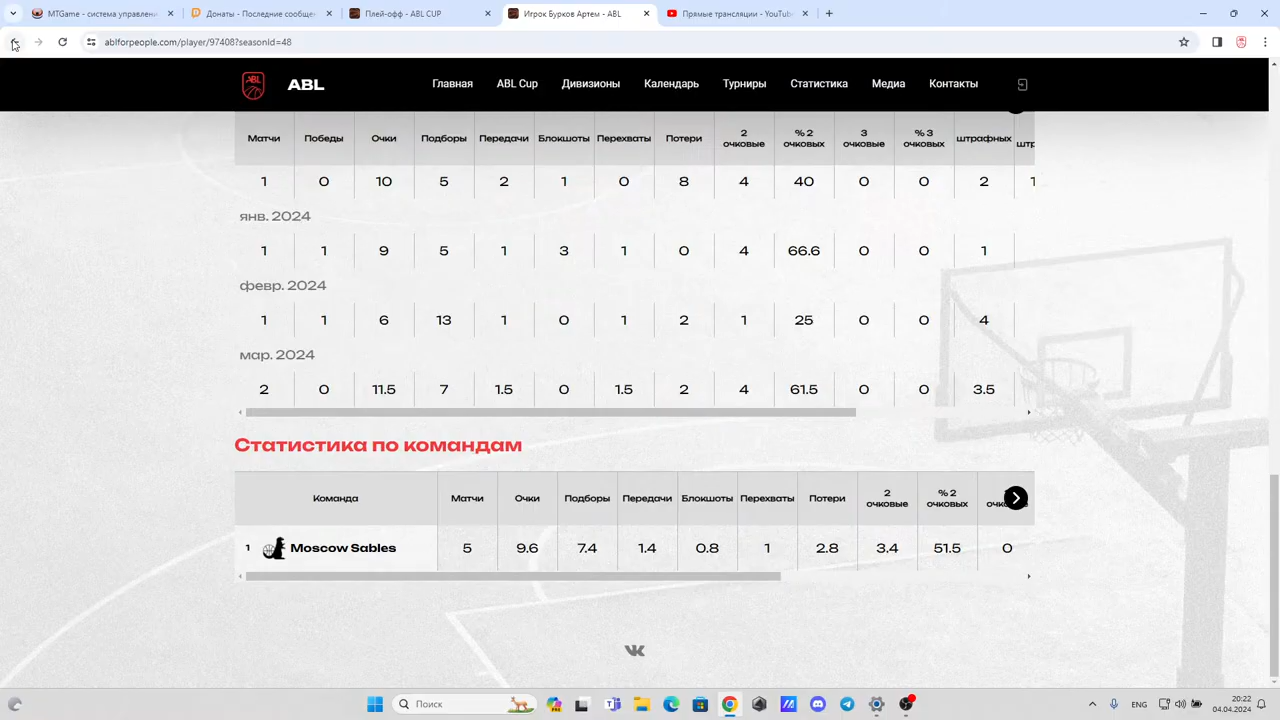 MTGame - система управлени
Донаты - Последние сообщен
Плей-офф - ABL CUP
Игрок Бурков Артем - ABL
Прямые трансляции - YouTube
ablforpeople.com/player/97408?seasonId=48
ABL
ABL
Главная
ABL Cup
Дивизионы
Календарь
Турниры
Статистика
Медиа
Контакты
Матчи Победы Очки Подборы Передачи Блокшоты Перехваты Потери 2 очковые % 2 очковых 3 очковые % 3 очковых штрафных штр
1 0 10 5 2 1 0 8 4 40 0 0 2 1
янв. 2024
1 1 9 5 1 3 1 0 4 66.6 0 0 1
февр. 2024
1 1 6 13 1 0 1 2 1 25 0 0 4
мар. 2024
2 0 11.5 7 1.5 0 1.5 2 4 61.5 0 0 3.5
Статистика по командам
Команда Матчи Очки Подборы Передачи Блокшоты Перехваты Потери 2 очковые % 2 очковых
1 Moscow Sables 5 9.6 7.4 1.4 0.8 1 2.8 3.4 51.5 0
Поиск
ENG
20:22
04.04.2024